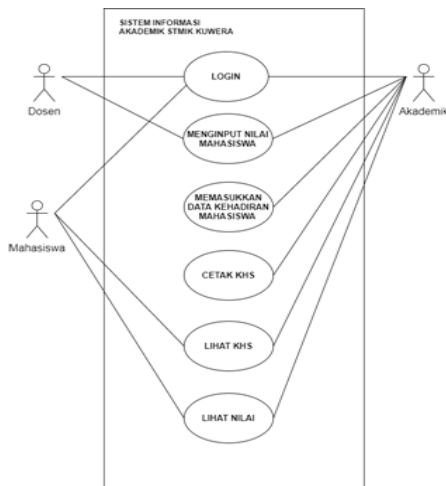 SISTEM INFORMASI
AKADEMIK STMIK KUWERA
LOGIN
Dosen
Akademik
MENGINPUT NILAI
MAHASISWA
MEMASUKKAN
DATA KEHADIRAN
MAHASISWA
Mahasiswa
CETAK KHS
LIHAT KHS
LIHAT NILAI